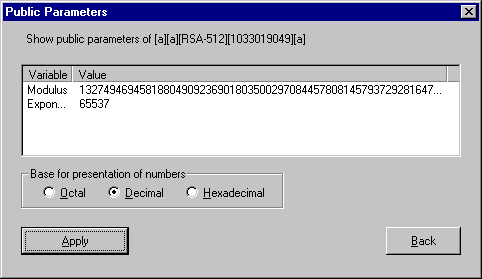 Public Parameters
Show public parameters of [a][a][RSA-512][1033019049][a]
Variable Value
Modulus 13274946945818804909236901803500297084457808145793729281647...
Expon... 65537
Base for presentation of numbers
Octal Decimal Hexadecimal
Apply Back